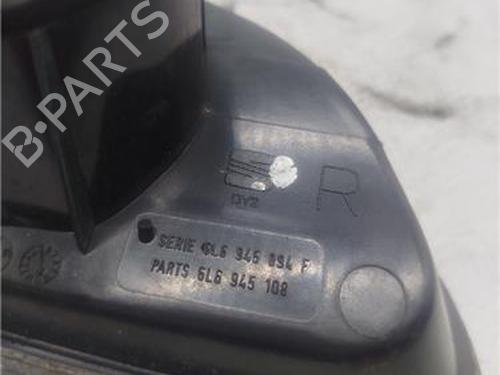 B-PARTS
R
SERIE 6L6 945 094 F
PARTS 6L6 945 108